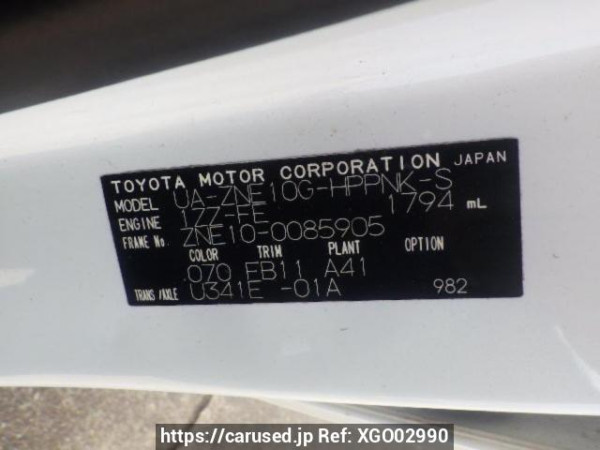 TOYOTA MOTOR CORPORATION JAPAN
MODEL UA-ZNE10G-HPPNK-S
ENGINE 1ZZ-FE 1794 mL
FRAME No. ZNE10-0085905
COLOR TRIM PLANT OPTION
070 FB11 A41
TRANS/AXLE U341E -01A 982
https://carused.jp Ref: XGO02990